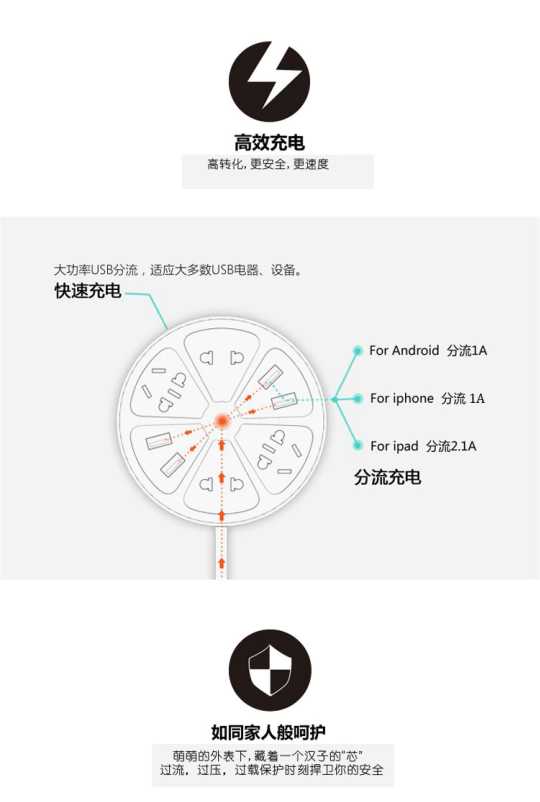 高效充电
高转化,更安全,更速度
大功率USB分流，适应大多数USB电器、设备。
快速充电
For Android 分流1A
For iphone 分流 1A
For ipad 分流2.1A
分流充电
如同家人般呵护
萌萌的外表下,藏着一个汉子的"芯"
过流，过压，过载保护时刻捍卫你的安全